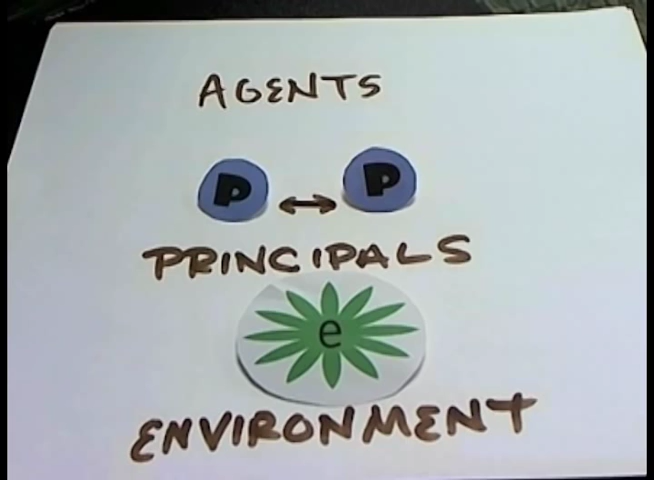 AGENTS
P ↔ P
PRINCIPALS
e
ENVIRONMENT